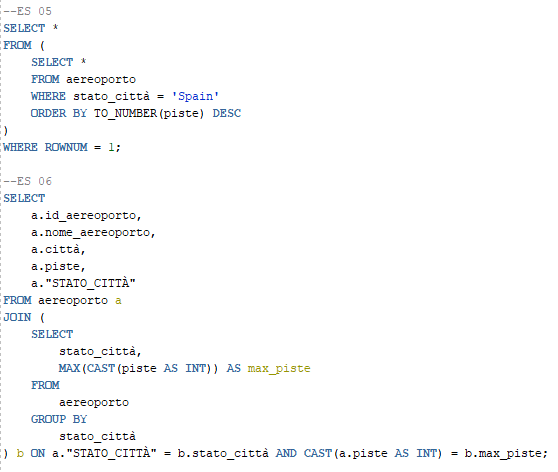 --ES 05
SELECT *
FROM (
    SELECT *
    FROM aereoporto
    WHERE stato_città = 'Spain'
    ORDER BY TO_NUMBER(piste) DESC
)
WHERE ROWNUM = 1;

--ES 06
SELECT
    a.id_aereoporto,
    a.nome_aereoporto,
    a.città,
    a.piste,
    a."STATO_CITTÀ"
FROM aereoporto a
JOIN (
    SELECT
        stato_città,
        MAX(CAST(piste AS INT)) AS max_piste
    FROM
        aereoporto
    GROUP BY
        stato_città
) b ON a."STATO_CITTÀ" = b.stato_città AND CAST(a.piste AS INT) = b.max_piste;